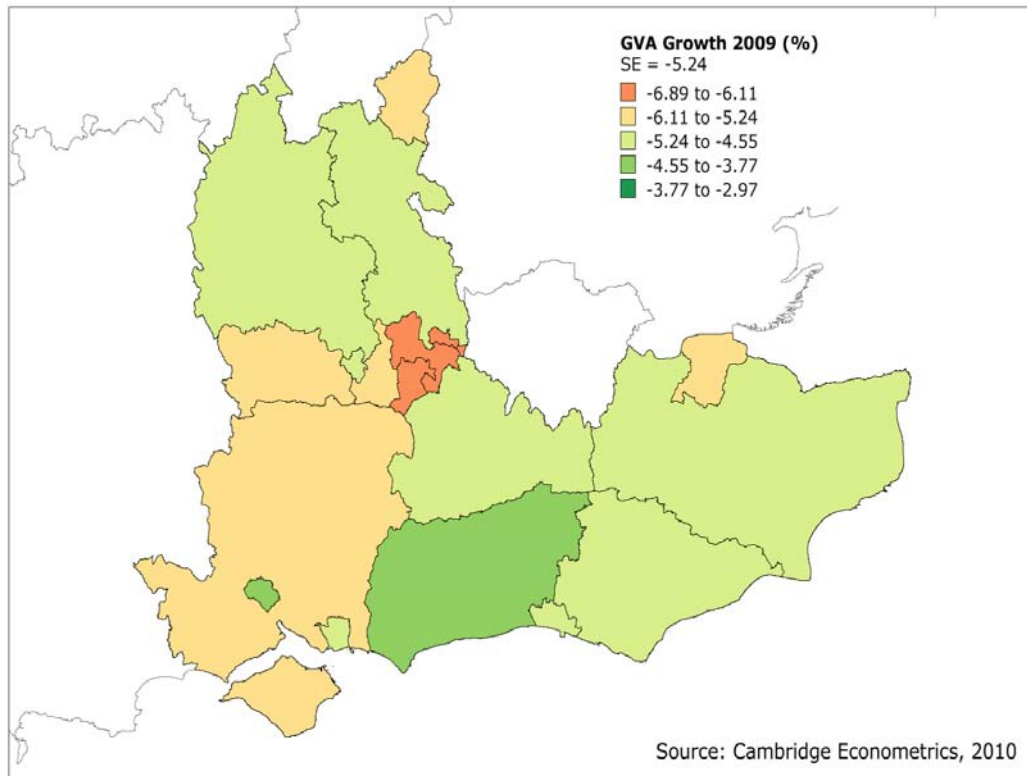 GVA Growth 2009 (%)
SE = -5.24
-6.89 to -6.11
-6.11 to -5.24
-5.24 to -4.55
-4.55 to -3.77
-3.77 to -2.97
Source: Cambridge Econometrics, 2010